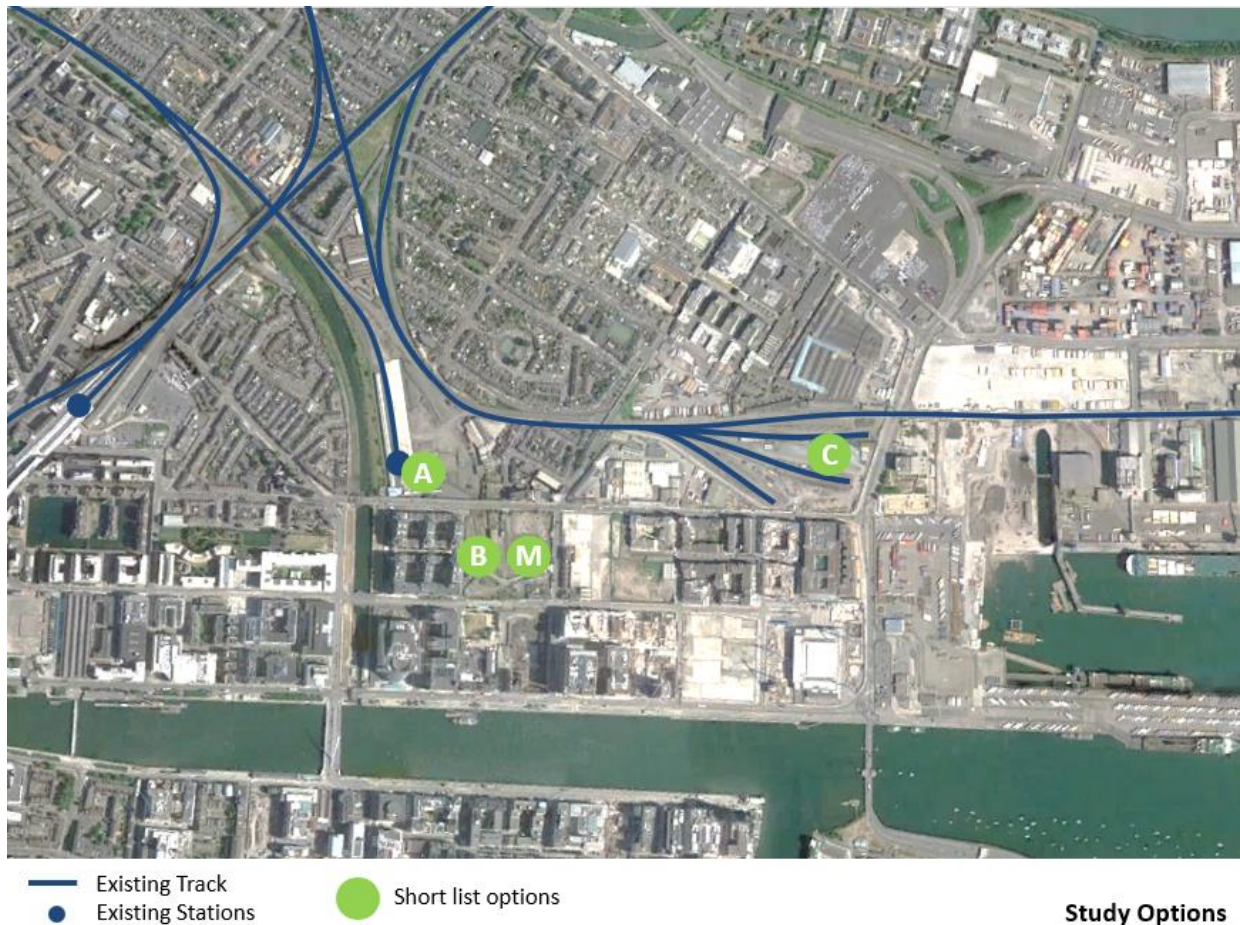 A
B
M
C
Existing Track
Existing Stations
Short list options
Study Options